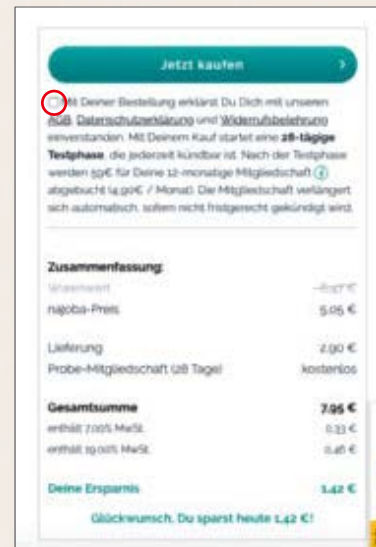 Jetzt kaufen
Mit Deiner Bestellung erklärst Du Dich mit unseren
AGB, Datenschutzerklärung und Widerrufsbelehrung
einverstanden. Mit Deinem Kauf startet eine 28-tägige
Testphase, die jederzeit kündbar ist. Nach der Testphase
werden 59€ für Deine 12-monatige Mitgliedschaft
abgebucht (4,90€ / Monat). Die Mitgliedschaft verlängert
sich automatisch, sofern nicht fristgerecht gekündigt wird.
Zusammenfassung:
Warenwert
najoba-Preis 5,05 €
Lieferung 2,90 €
Probe-Mitgliedschaft (28 Tage) kostenlos
Gesamtsumme 7,95 €
enthält 7,00% MwSt. 0,33 €
enthält 19,00% MwSt. 0,46 €
Deine Ersparnis 1,42 €
Glückwunsch, Du sparst heute 1,42 €!